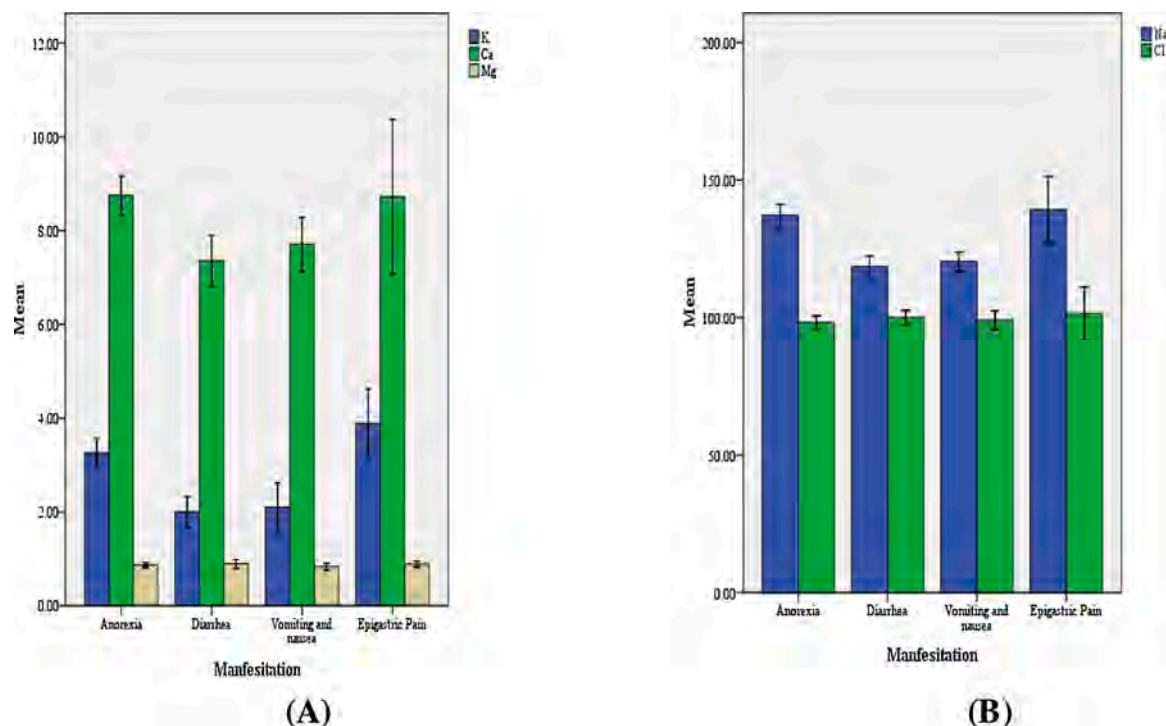 12.00
10.00
8.00
6.00
4.00
2.00
0.00
Mean
K
Ca
Mg
Anorexia
Diarrhea
Vomiting and
nausea
Epigastric Pain
Manfesitation
(A)
200.00
150.00
100.00
50.00
00.00
Mean
Na
Cl
Anorexia
Diarrhea
Vomiting and
nausea
Epigastric Pain
Manfesitation
(B)